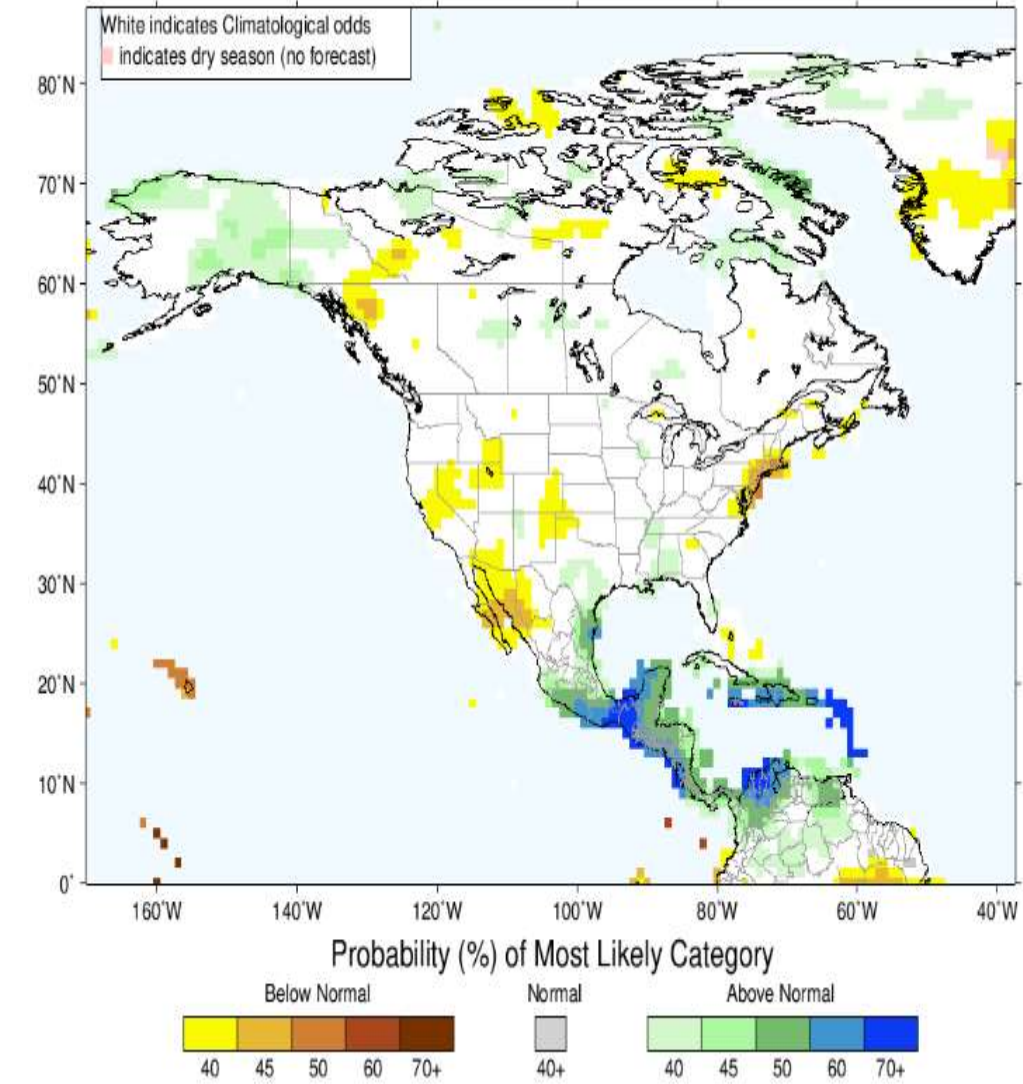 White indicates Climatological odds
indicates dry season (no forecast)
80°N
70°N
60°N
50°N
40°N
30°N
20°N
10°N
0°
160°W 140°W 120°W 100°W 80°W 60°W 40°W
Probability (%) of Most Likely Category
Below Normal Normal Above Normal
40 45 50 60 70+ 40+ 40 45 50 60 70+